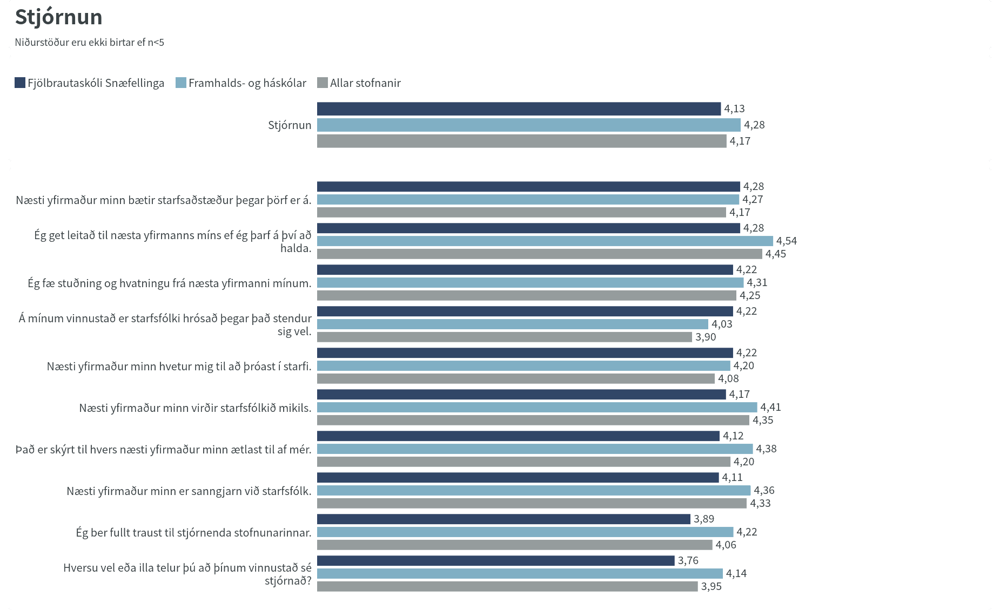 Stjórnun
Niðurstöður eru ekki birtar ef n<5
Fjölbrautaskóli Snæfellinga Framhalds- og háskólar Allar stofnanir
Stjórnun
4,13
4,28
4,17
Næsti yfirmaður minn bætir starfsaðstæður þegar þörf er á.
4,28
4,27
4,17
Ég get leitað til næsta yfirmanns míns ef ég þarf á því að
halda.
4,28
4,54
4,45
Ég fæ stuðning og hvatningu frá næsta yfirmanni mínum.
4,22
4,31
4,25
Á mínum vinnustað er starfsfólki hrósað þegar það stendur
sig vel.
4,22
4,03
3,90
Næsti yfirmaður minn hvetur mig til að þróast í starfi.
4,22
4,20
4,08
Næsti yfirmaður minn virðir starfsfólkið mikils.
4,17
4,41
4,35
Það er skýrt til hvers næsti yfirmaður minn ætlast til af mér.
4,12
4,38
4,20
Næsti yfirmaður minn er sanngjarn við starfsfólk.
4,11
4,36
4,33
Ég ber fullt traust til stjórnenda stofnunarinnar.
3,89
4,22
4,06
Hversu vel eða illa telur þú að þínum vinnustað sé
stjórnað?
3,76
4,14
3,95